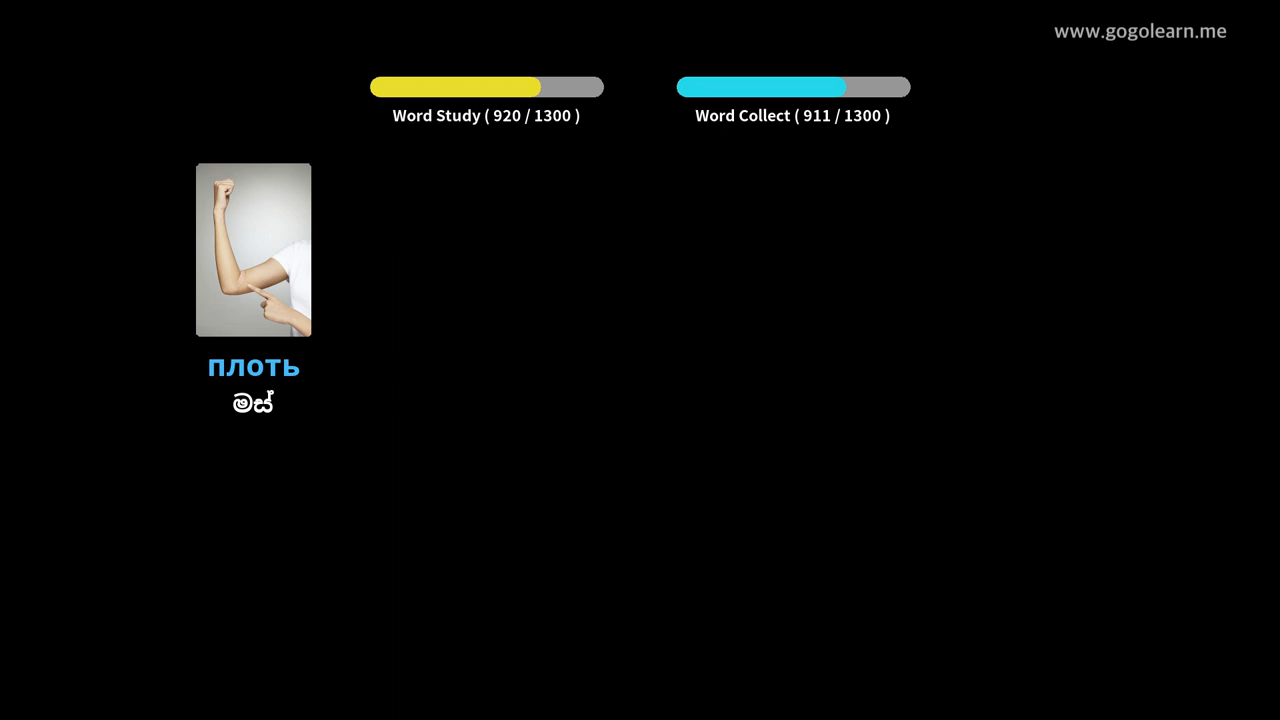 www.gogolearn.me
Word Study ( 920 / 1300 )
Word Collect ( 911 / 1300 )
плоть
මස්